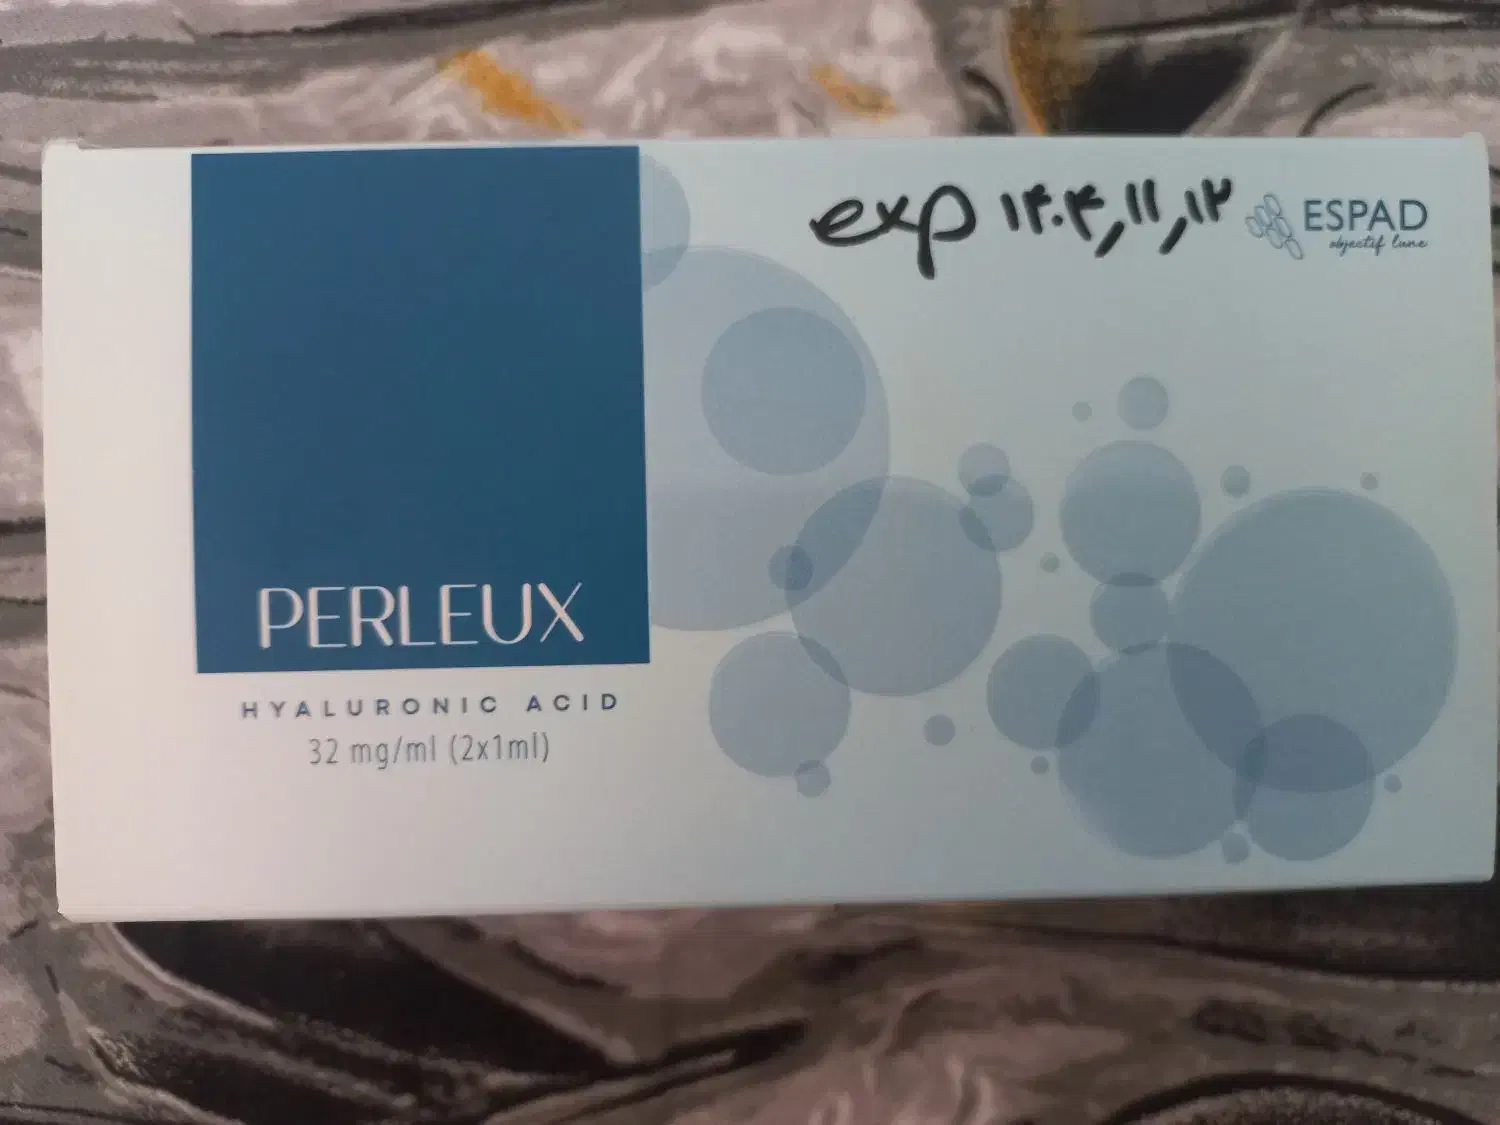 exp ۱۴۰۴,۱۱,۱۲
ESPAD
objectif lune
PERLEUX
HYALURONIC ACID
32 mg/ml (2x1ml)